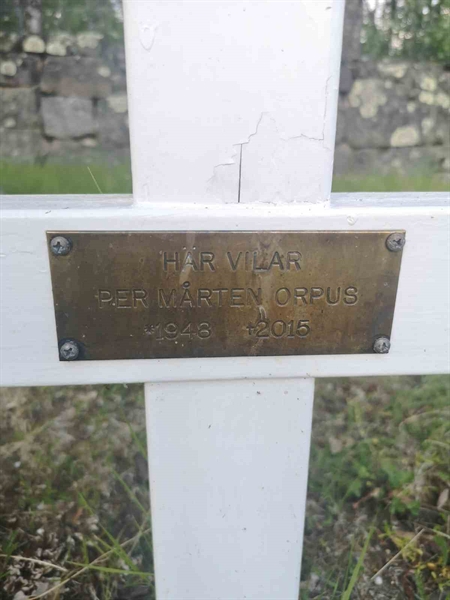 HÄR VILAR
PER MÅRTEN ORPUS
*1948 +2015